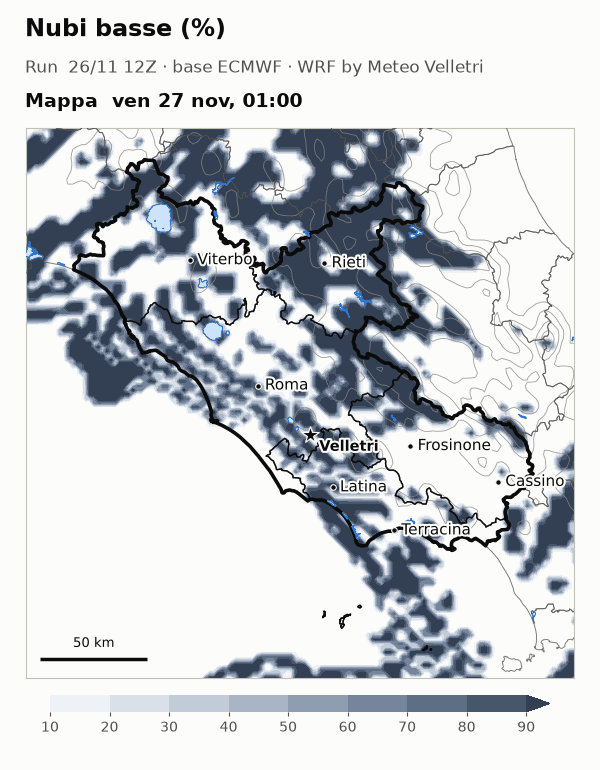 Nubi basse (%)
Run  26/11 12Z · base ECMWF · WRF by Meteo Velletri
Mappa  ven 27 nov, 01:00
Viterbo
Rieti
Roma
Velletri
Frosinone
Cassino
Latina
Terracina
50 km
10 20 30 40 50 60 70 80 90